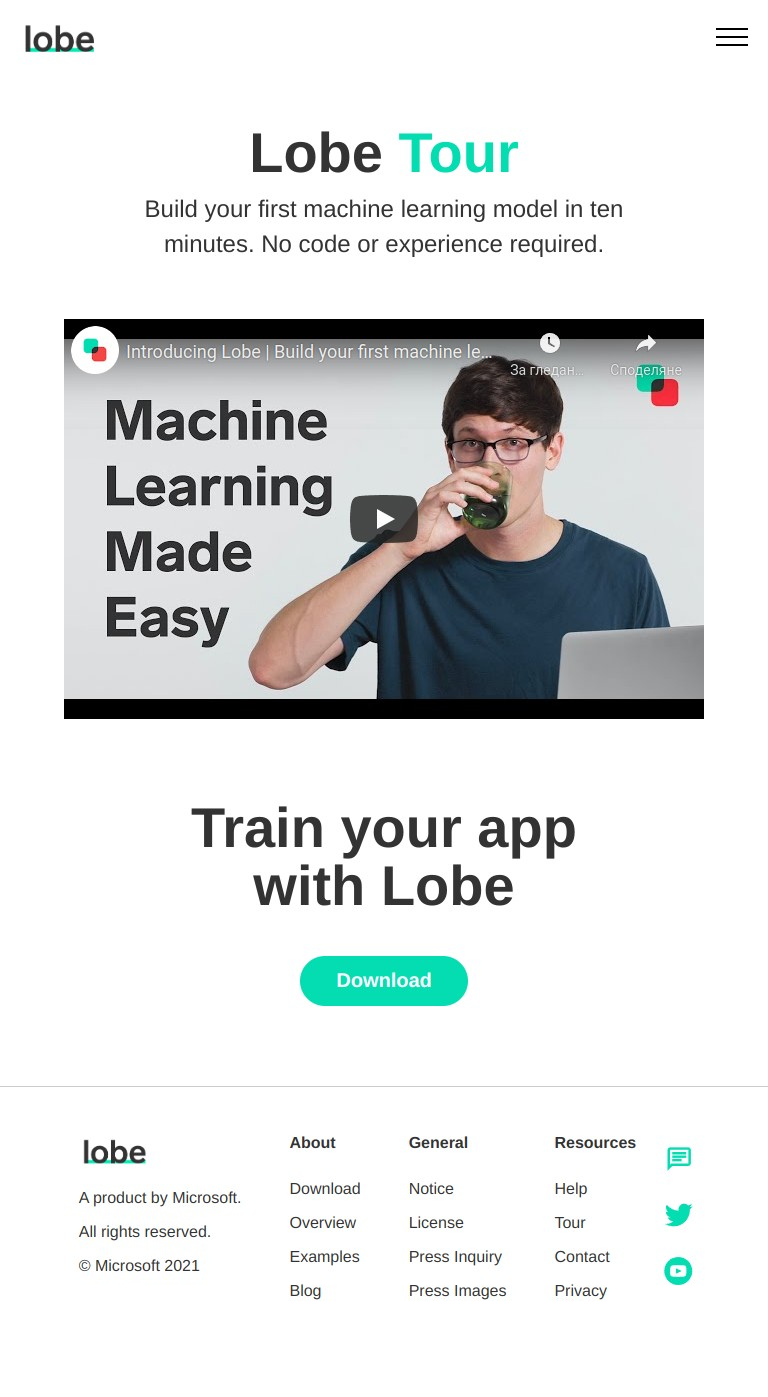 lobe
Lobe Tour
Build your first machine learning model in ten
minutes. No code or experience required.
Introducing Lobe | Build your first machine le...
За гледан...
Споделяне
Machine
Learning
Made
Easy
Train your app
with Lobe
Download
lobe
A product by Microsoft.
All rights reserved.
© Microsoft 2021
About
Download
Overview
Examples
Blog
General
Notice
License
Press Inquiry
Press Images
Resources
Help
Tour
Contact
Privacy